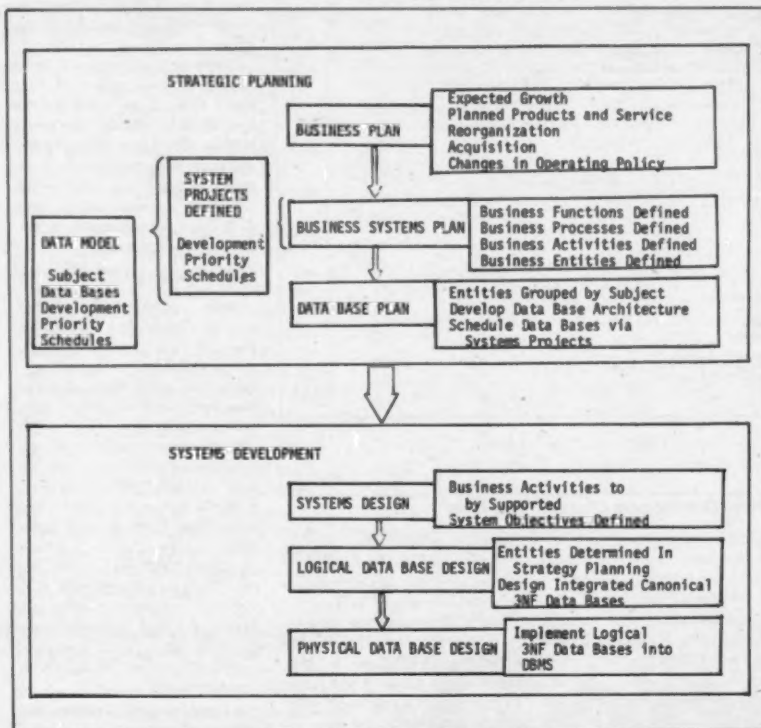 STRATEGIC PLANNING
BUSINESS PLAN
Expected Growth
Planned Products and Service
Reorganization
Acquisition
Changes in Operating Policy
SYSTEM
PROJECTS
DEFINED
Development
Priority
Schedules
DATA MODEL
Subject
Data Bases
Development
Priority
Schedules
BUSINESS SYSTEMS PLAN
Business Functions Defined
Business Processes Defined
Business Activities Defined
Business Entities Defined
DATA BASE PLAN
Entities Grouped by Subject
Develop Data Base Architecture
Schedule Data Bases via
Systems Projects
SYSTEMS DEVELOPMENT
SYSTEMS DESIGN
Business Activities to
by Supported
System Objectives Defined
LOGICAL DATA BASE DESIGN
Entities Determined In
Strategy Planning
Design Integrated Canonical
3NF Data Bases
PHYSICAL DATA BASE DESIGN
Implement Logical
3NF Data Bases into
DBMS